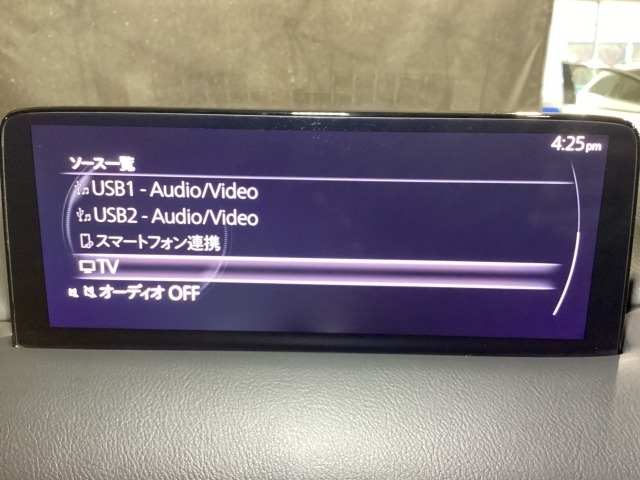 4:25pm
ソース一覧
USB1 - Audio/Video
USB2 - Audio/Video
スマートフォン連携
TV
オーディオ OFF